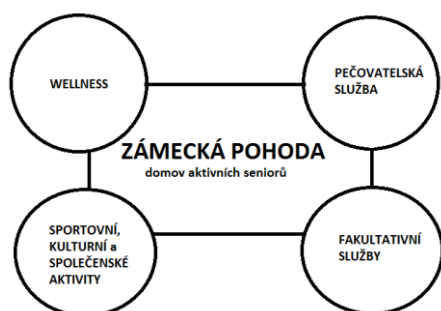 WELLNESS
PEČOVATELSKÁ
SLUŽBA
ZÁMECKÁ POHODA
domov aktivních seniorů
SPORTOVNÍ,
KULTURNÍ a
SPOLEČENSKÉ
AKTIVITY
FAKULTATIVNÍ
SLUŽBY